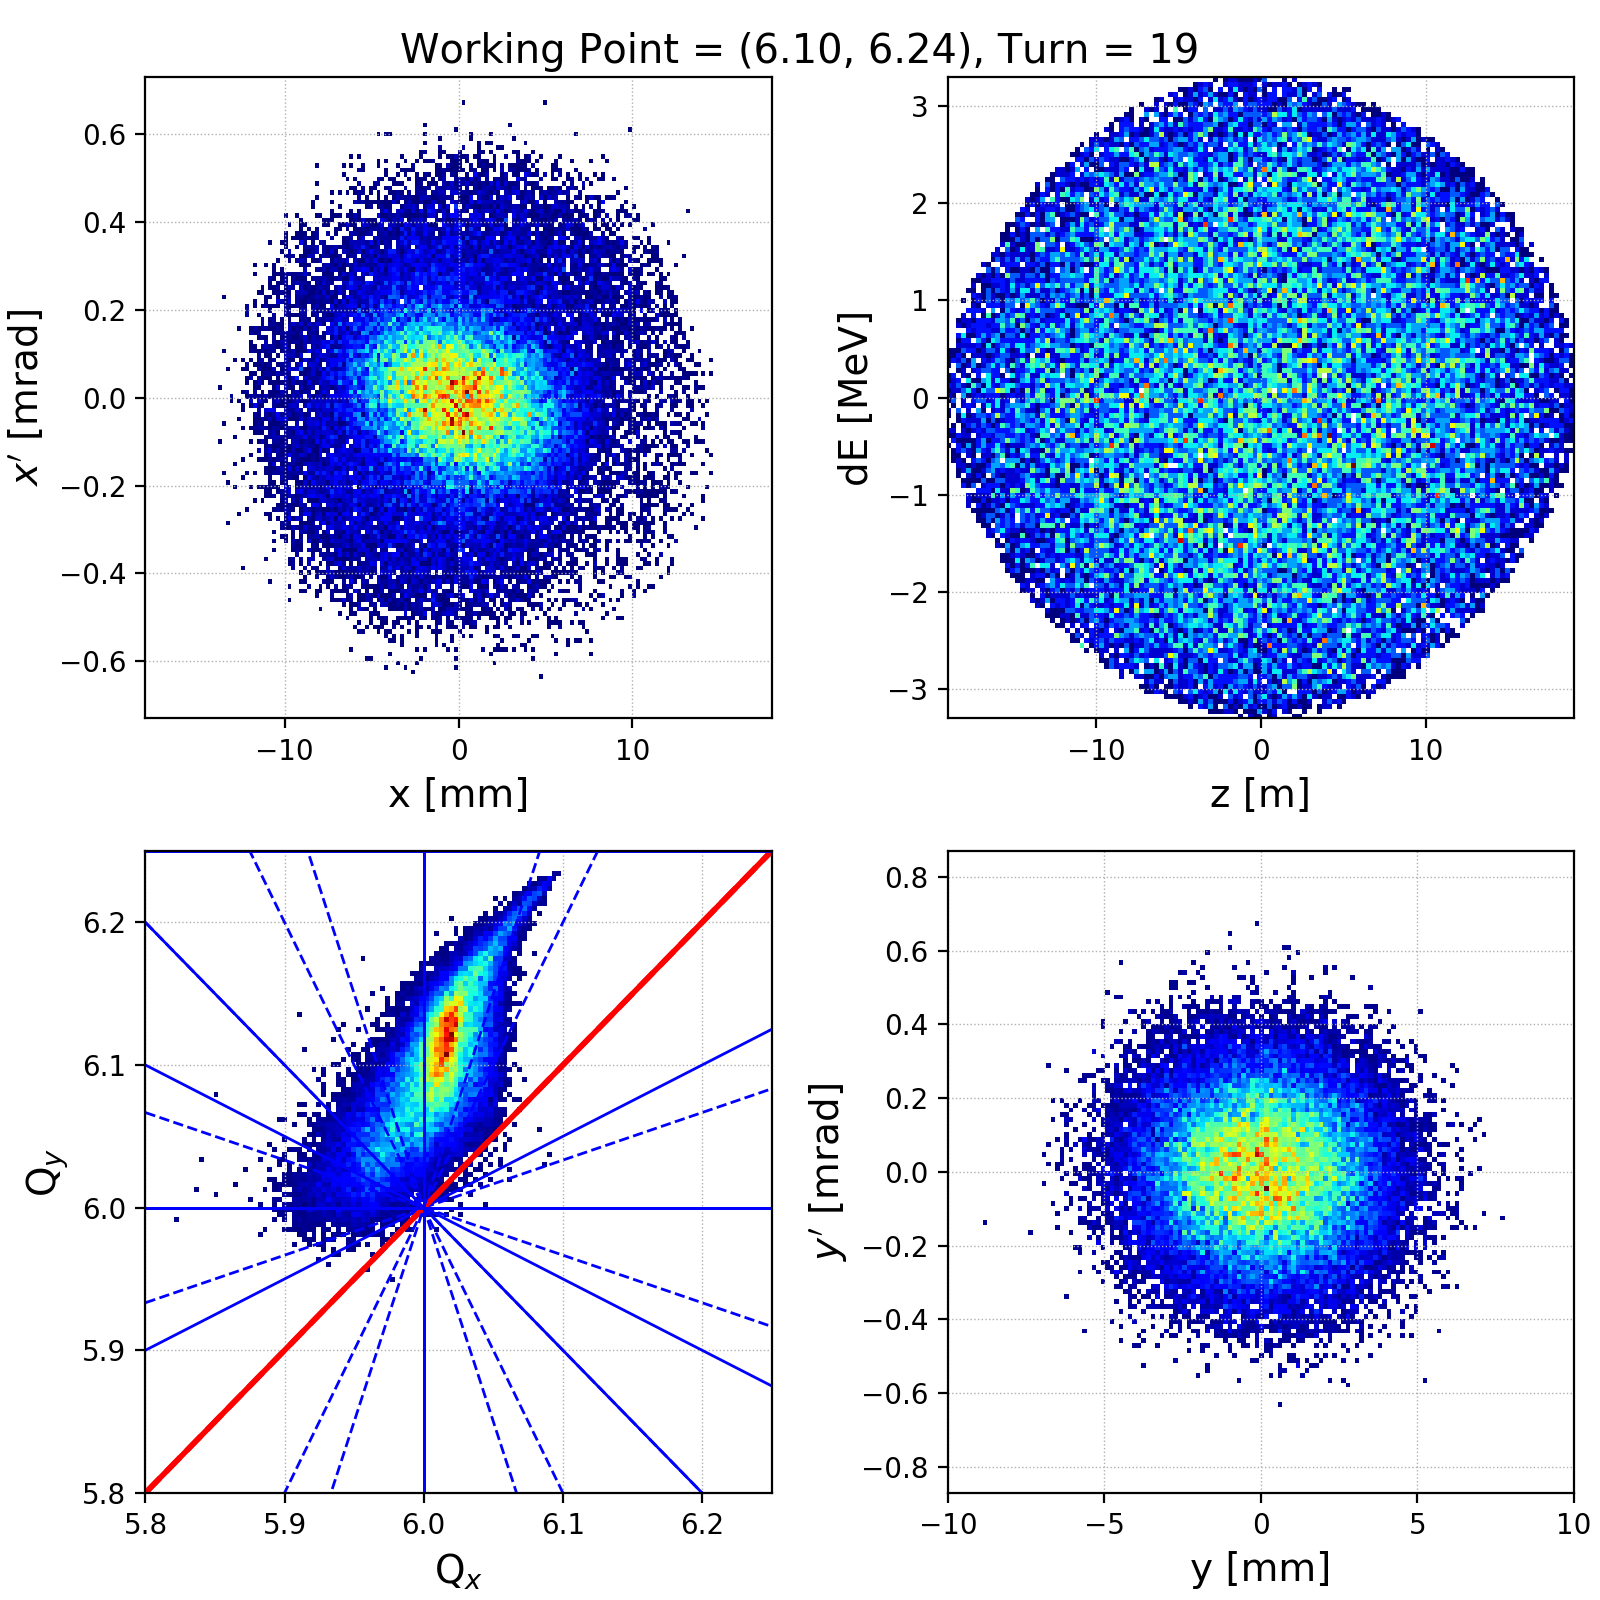 Working Point = (6.10, 6.24), Turn = 19
0.6
0.4
0.2
0.0
−0.2
−0.4
−0.6
x′ [mrad]
−10 0 10
x [mm]
3
2
1
0
−1
−2
−3
dE [MeV]
−10 0 10
z [m]
6.2
6.1
6.0
5.9
5.8
Qy
5.8 5.9 6.0 6.1 6.2
Qx
0.8
0.6
0.4
0.2
0.0
−0.2
−0.4
−0.6
−0.8
y′ [mrad]
−10 −5 0 5 10
y [mm]